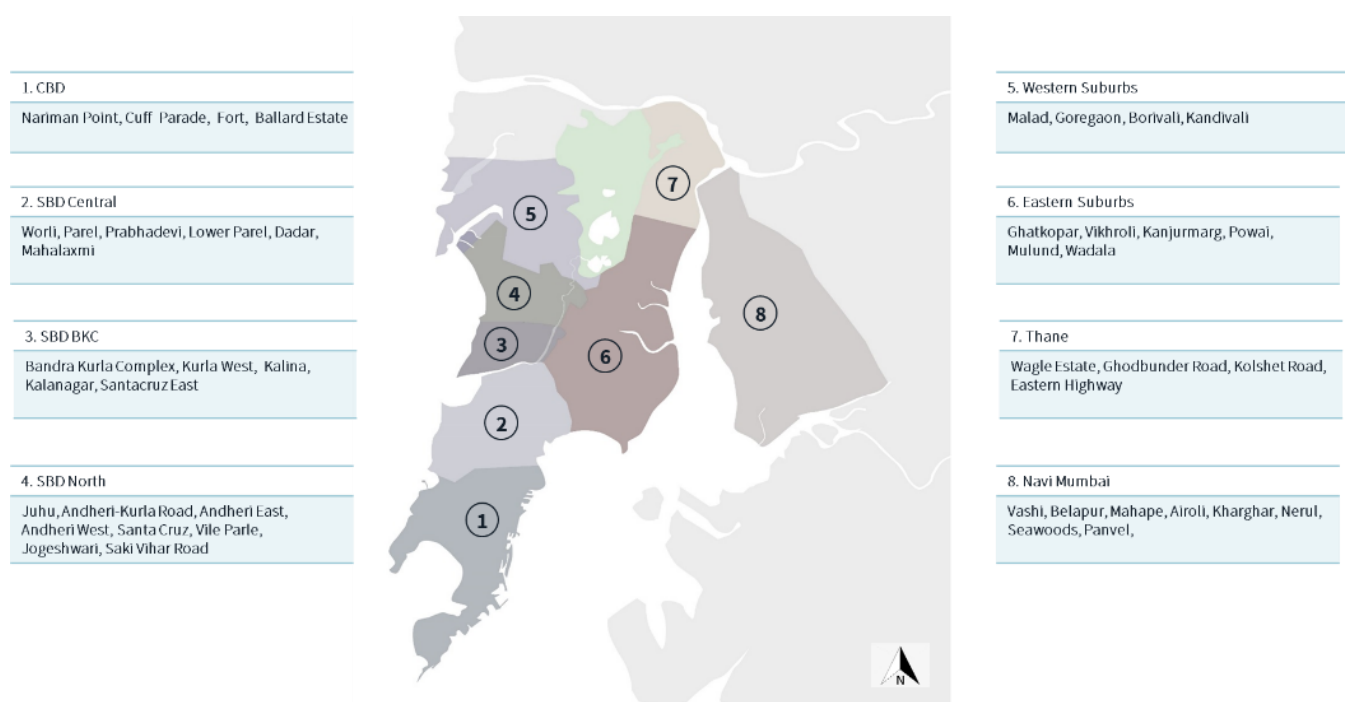 1. CBD
Nariman Point, Cuff Parade, Fort, Ballard Estate
2. SBD Central
Worli, Parel, Prabhadevi, Lower Parel, Dadar,
Mahalaxmi
3. SBD BKC
Bandra Kurla Complex, Kurla West, Kalina,
Kalanagar, Santacruz East
4. SBD North
Juhu, Andheri-Kurla Road, Andheri East,
Andheri West, Santa Cruz, Vile Parle,
Jogeshwari, Saki Vihar Road
7
5
4
8
3
6
2
1
N
5. Western Suburbs
Malad, Goregaon, Borivali, Kandivali
6. Eastern Suburbs
Ghatkopar, Vikhroli, Kanjurmarg, Powai,
Mulund, Wadala
7. Thane
Wagle Estate, Ghodbunder Road, Kolshet Road,
Eastern Highway
8. Navi Mumbai
Vashi, Belapur, Mahape, Airoli, Kharghar, Nerul,
Seawoods, Panvel,